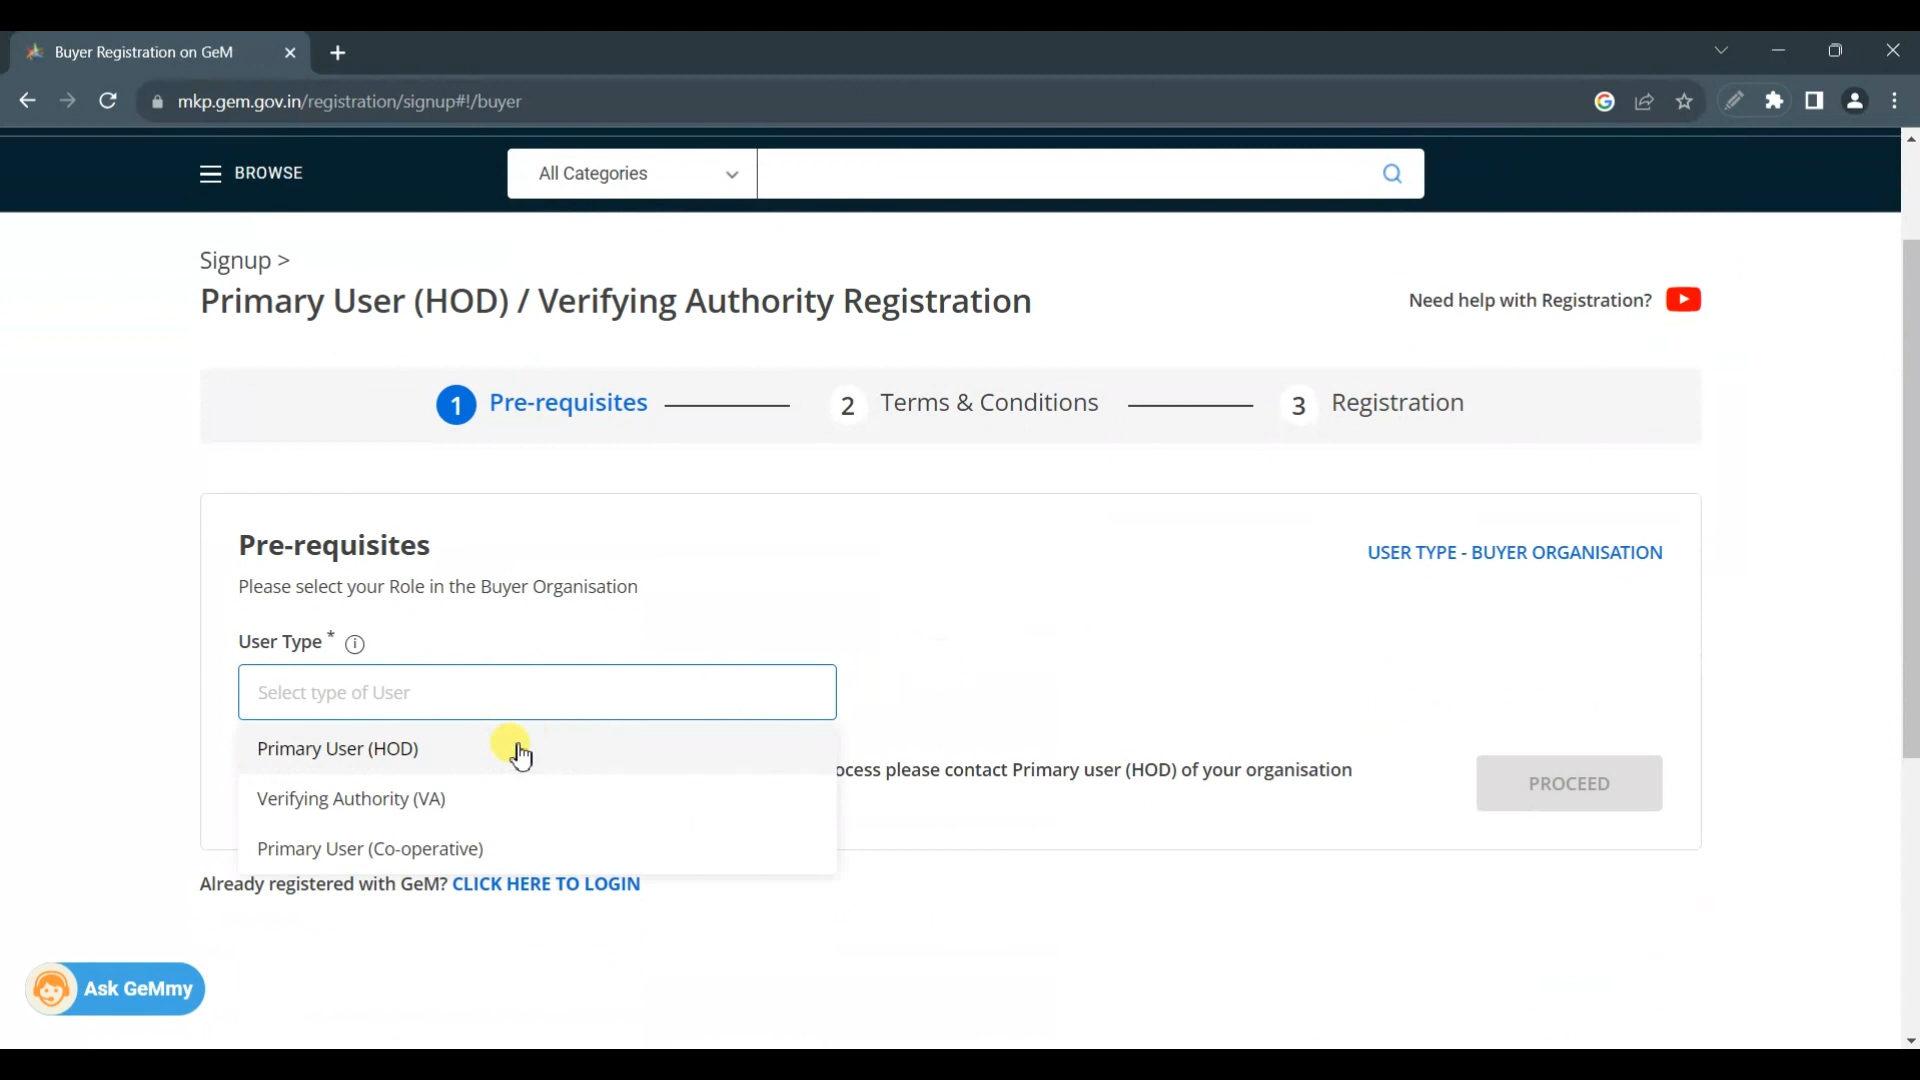 Buyer Registration on GeM
mkp.gem.gov.in/registration/signup#!/buyer
BROWSE
All Categories
Signup >
Primary User (HOD) / Verifying Authority Registration
Need help with Registration?
1 Pre-requisites
2 Terms & Conditions
3 Registration
Pre-requisites
USER TYPE - BUYER ORGANISATION
Please select your Role in the Buyer Organisation
User Type *
Select type of User
Primary User (HOD)
please contact Primary user (HOD) of your organisation
PROCEED
Verifying Authority (VA)
Primary User (Co-operative)
Already registered with GeM? CLICK HERE TO LOGIN
Ask GeMmy